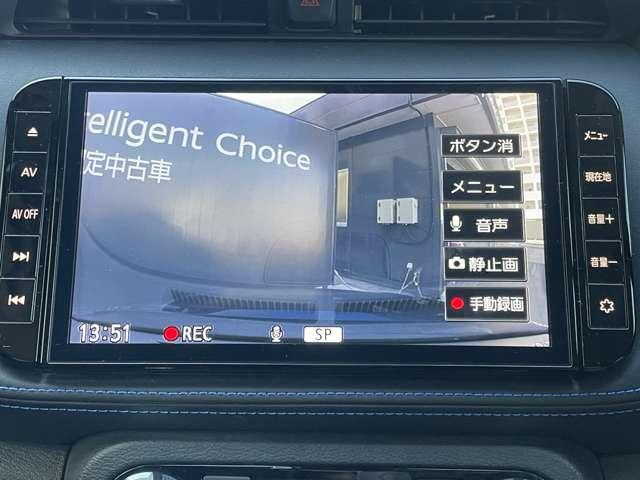 telligent Choice
定中古車
ボタン消
メニュー
音声
静止画
手動録画
13:51
REC
SP
AV
AV OFF
メニュー
現在地
音量＋
音量ー